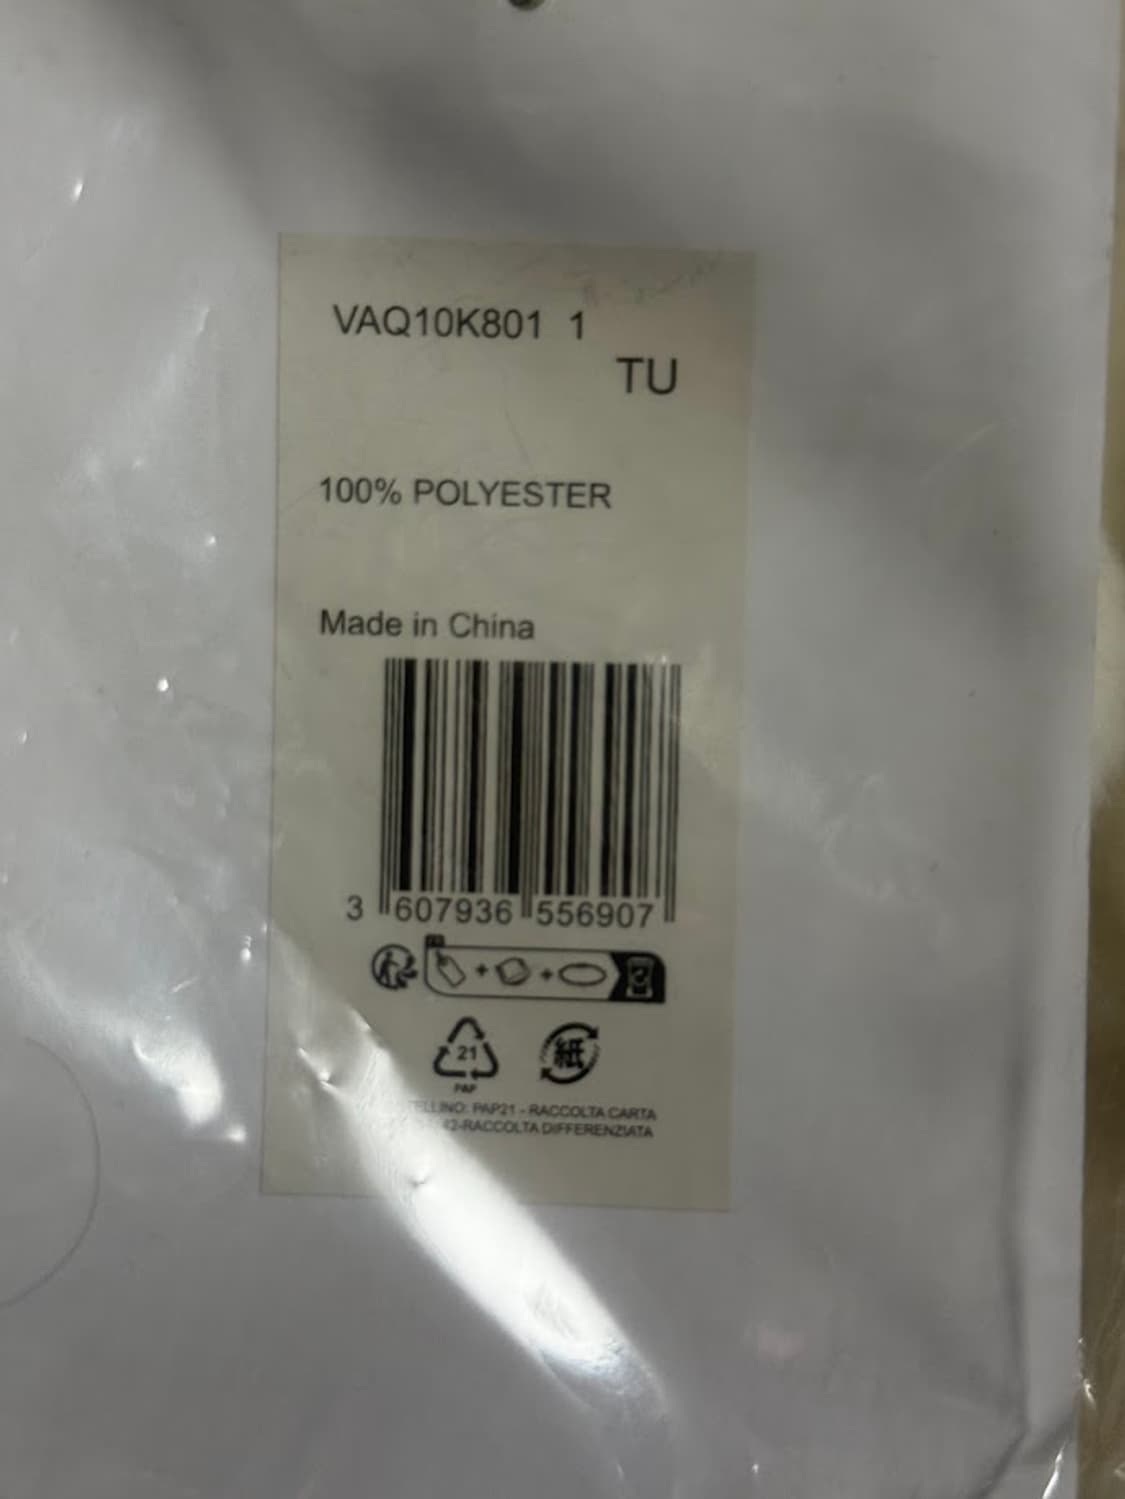 VAQ10K801 1
TU
100% POLYESTER
Made in China
3 607936 556907
21
紙
PAP
PAP21 - RACCOLTA CARTA
RACCOLTA DIFFERENZIATA